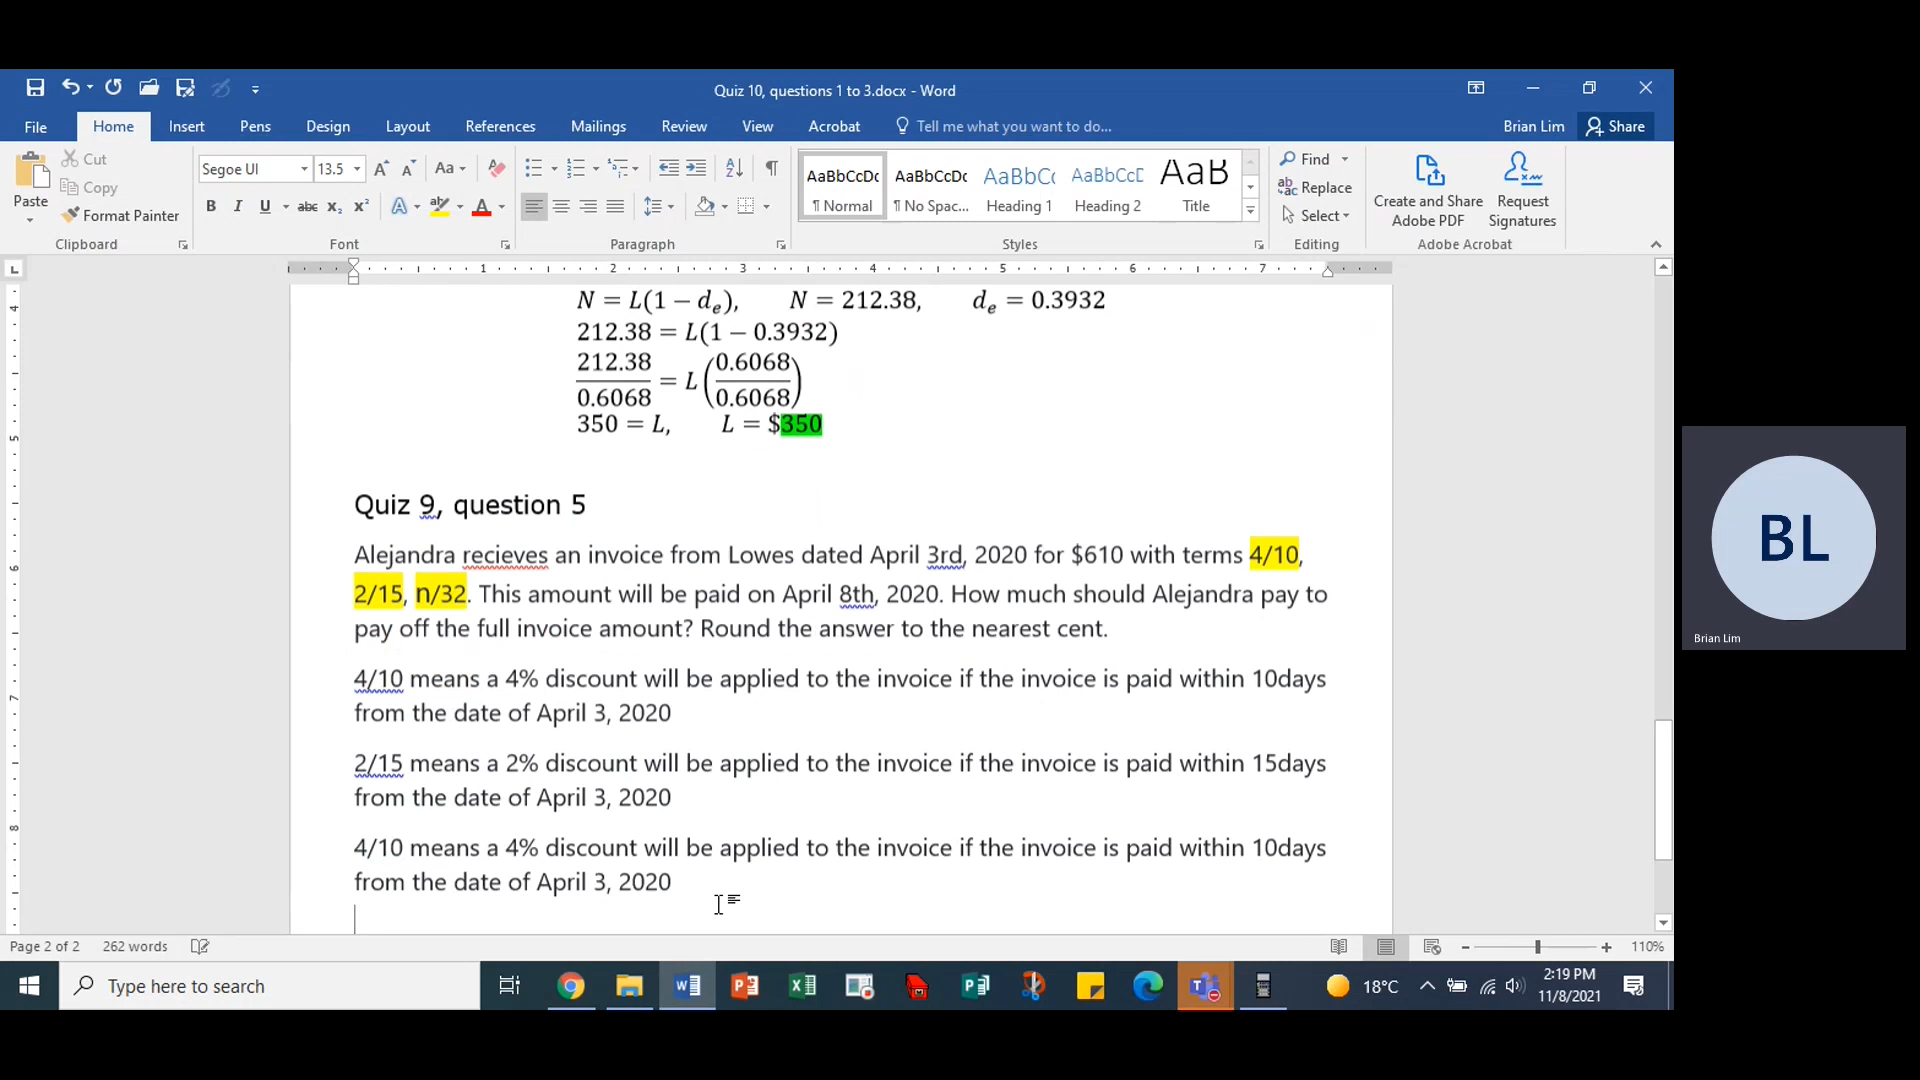 Quiz 10, questions 1 to 3.docx - Word
File Home Insert Pens Design Layout References Mailings Review View Acrobat Tell me what you want to do... Brian Lim Share
Paste
Cut
Copy
Format Painter
Clipboard
Segoe UI 13.5
B I U abc x₂ x²
Font
Paragraph
AaBbCcDc AaBbCcDc AaBbCc AaBbCcE AaB
¶ Normal ¶ No Spac... Heading 1 Heading 2 Title
Styles
Find
Replace
Select
Editing
Create and Share Adobe PDF
Request Signatures
Adobe Acrobat
1 2 3 4 5 6 7
N = L(1 − dₑ), N = 212.38, dₑ = 0.3932
212.38 = L(1 − 0.3932)
212.38/0.6068 = L(0.6068/0.6068)
350 = L, L = $350
Quiz 9, question 5
Alejandra recieves an invoice from Lowes dated April 3rd, 2020 for $610 with terms 4/10,
2/15, n/32. This amount will be paid on April 8th, 2020. How much should Alejandra pay to
pay off the full invoice amount? Round the answer to the nearest cent.
4/10 means a 4% discount will be applied to the invoice if the invoice is paid within 10days
from the date of April 3, 2020
2/15 means a 2% discount will be applied to the invoice if the invoice is paid within 15days
from the date of April 3, 2020
4/10 means a 4% discount will be applied to the invoice if the invoice is paid within 10days
from the date of April 3, 2020
BL
Brian Lim
Page 2 of 2 262 words 110%
Type here to search
18°C
2:19 PM
11/8/2021